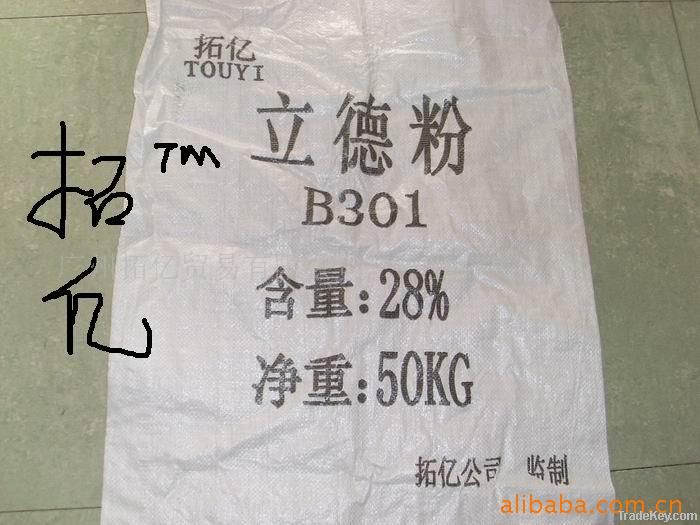 拓亿
TOUYI
立德粉
B301
含量:28%
净重:50KG
拓亿公司 监制
拓亿
TM
alibaba.com.cn
TradeKey.com